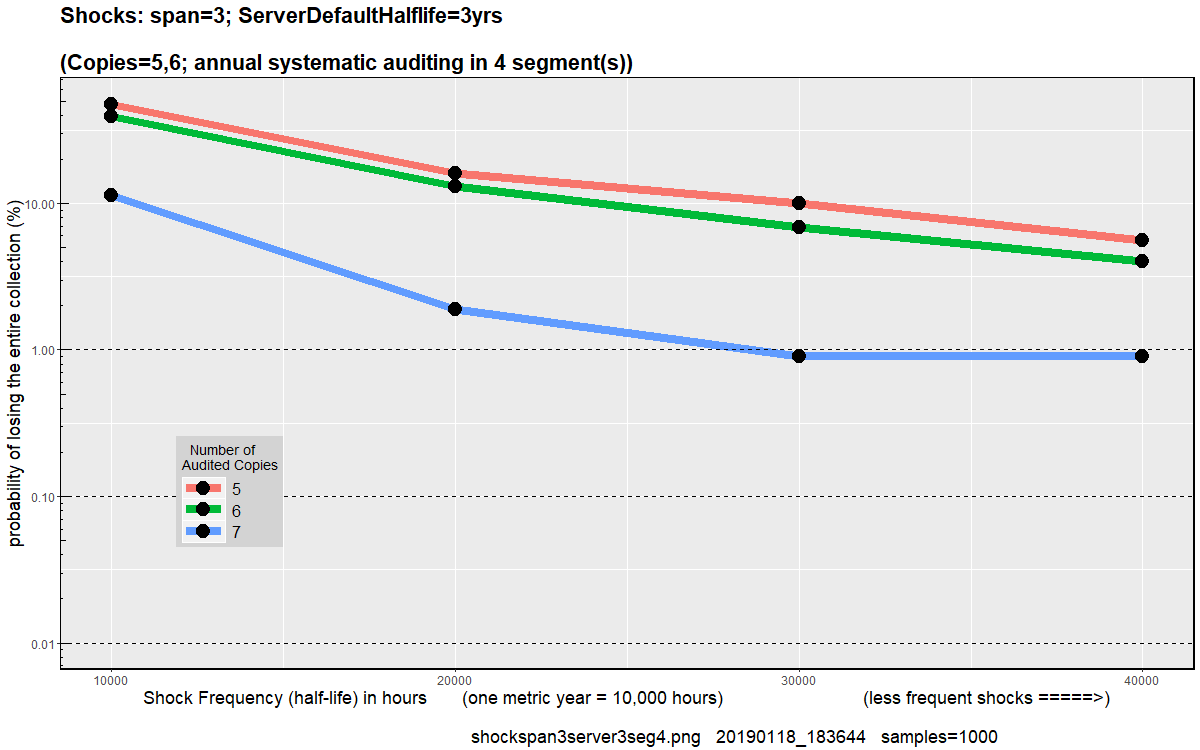 Shocks: span=3; ServerDefaultHalflife=3yrs
(Copies=5,6; annual systematic auditing in 4 segment(s))
probability of losing the entire collection (%)
10.00
1.00
0.10
0.01
Number of
Audited Copies
5
6
7
10000 20000 30000 40000
Shock Frequency (half-life) in hours (one metric year = 10,000 hours) (less frequent shocks =====>)
shockspan3server3seg4.png 20190118_183644 samples=1000